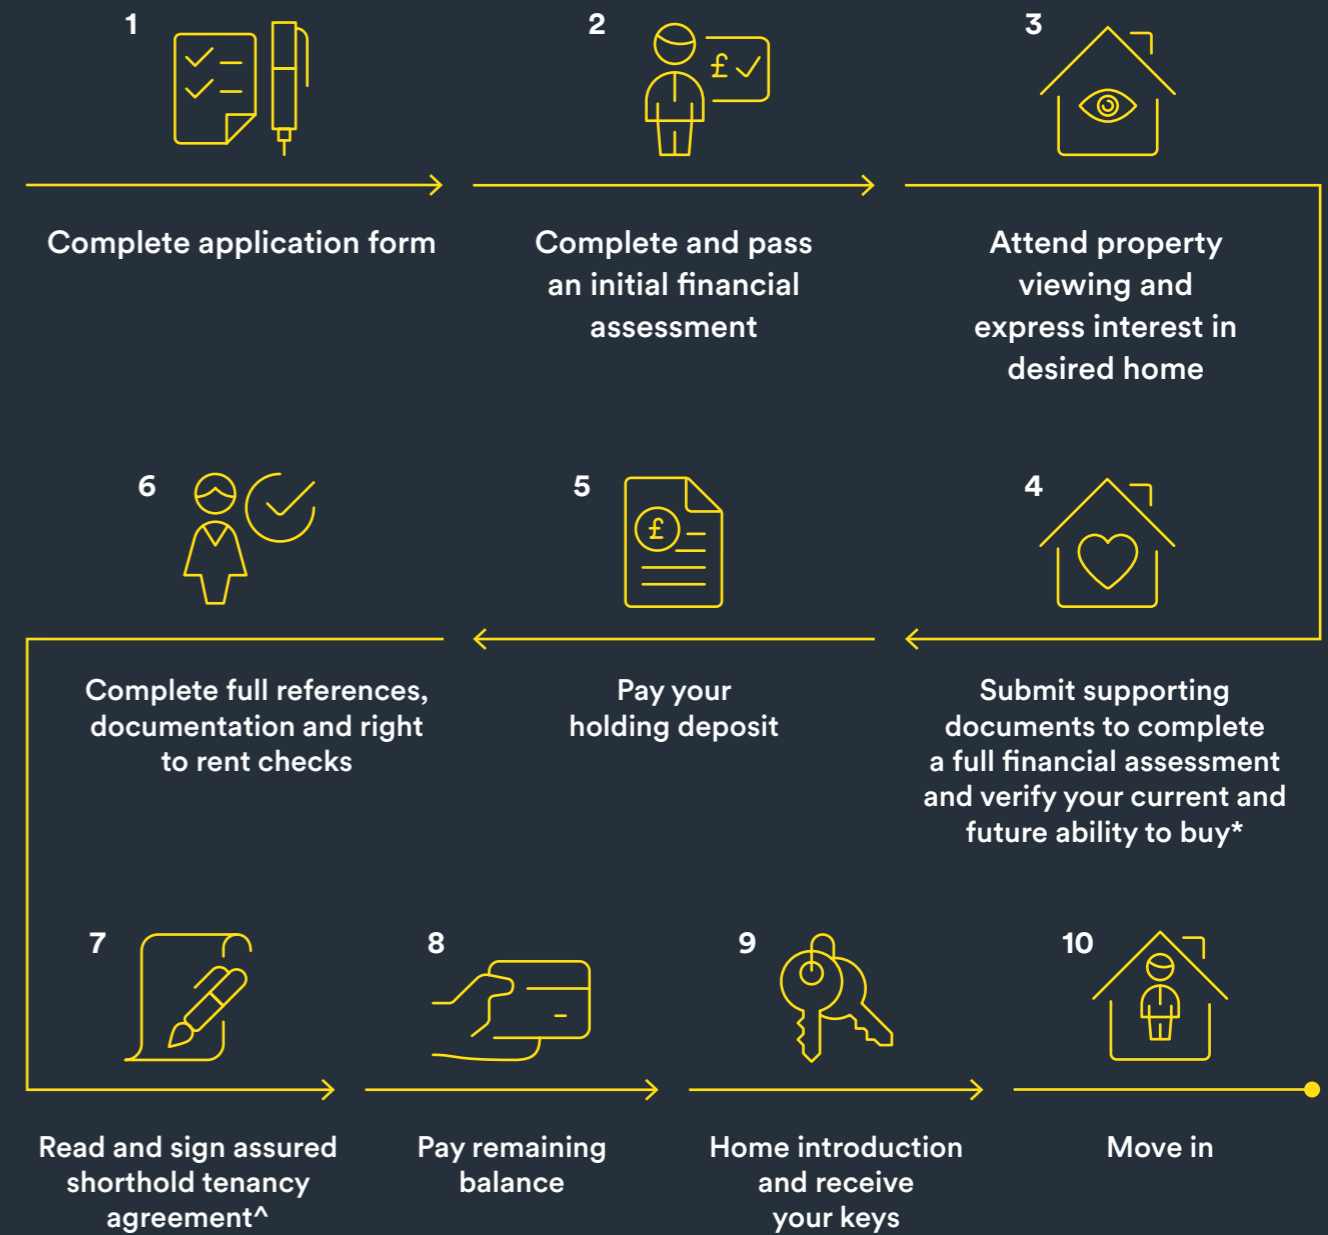 1
Complete application form
2
£
Complete and pass
an initial financial
assessment
3
Attend property
viewing and
express interest in
desired home
4
Submit supporting
documents to complete
a full financial assessment
and verify your current and
future ability to buy*
5
£
Pay your
holding deposit
6
Complete full references,
documentation and right
to rent checks
7
Read and sign assured
shorthold tenancy
agreement^
8
Pay remaining
balance
9
Home introduction
and receive
your keys
10
Move in